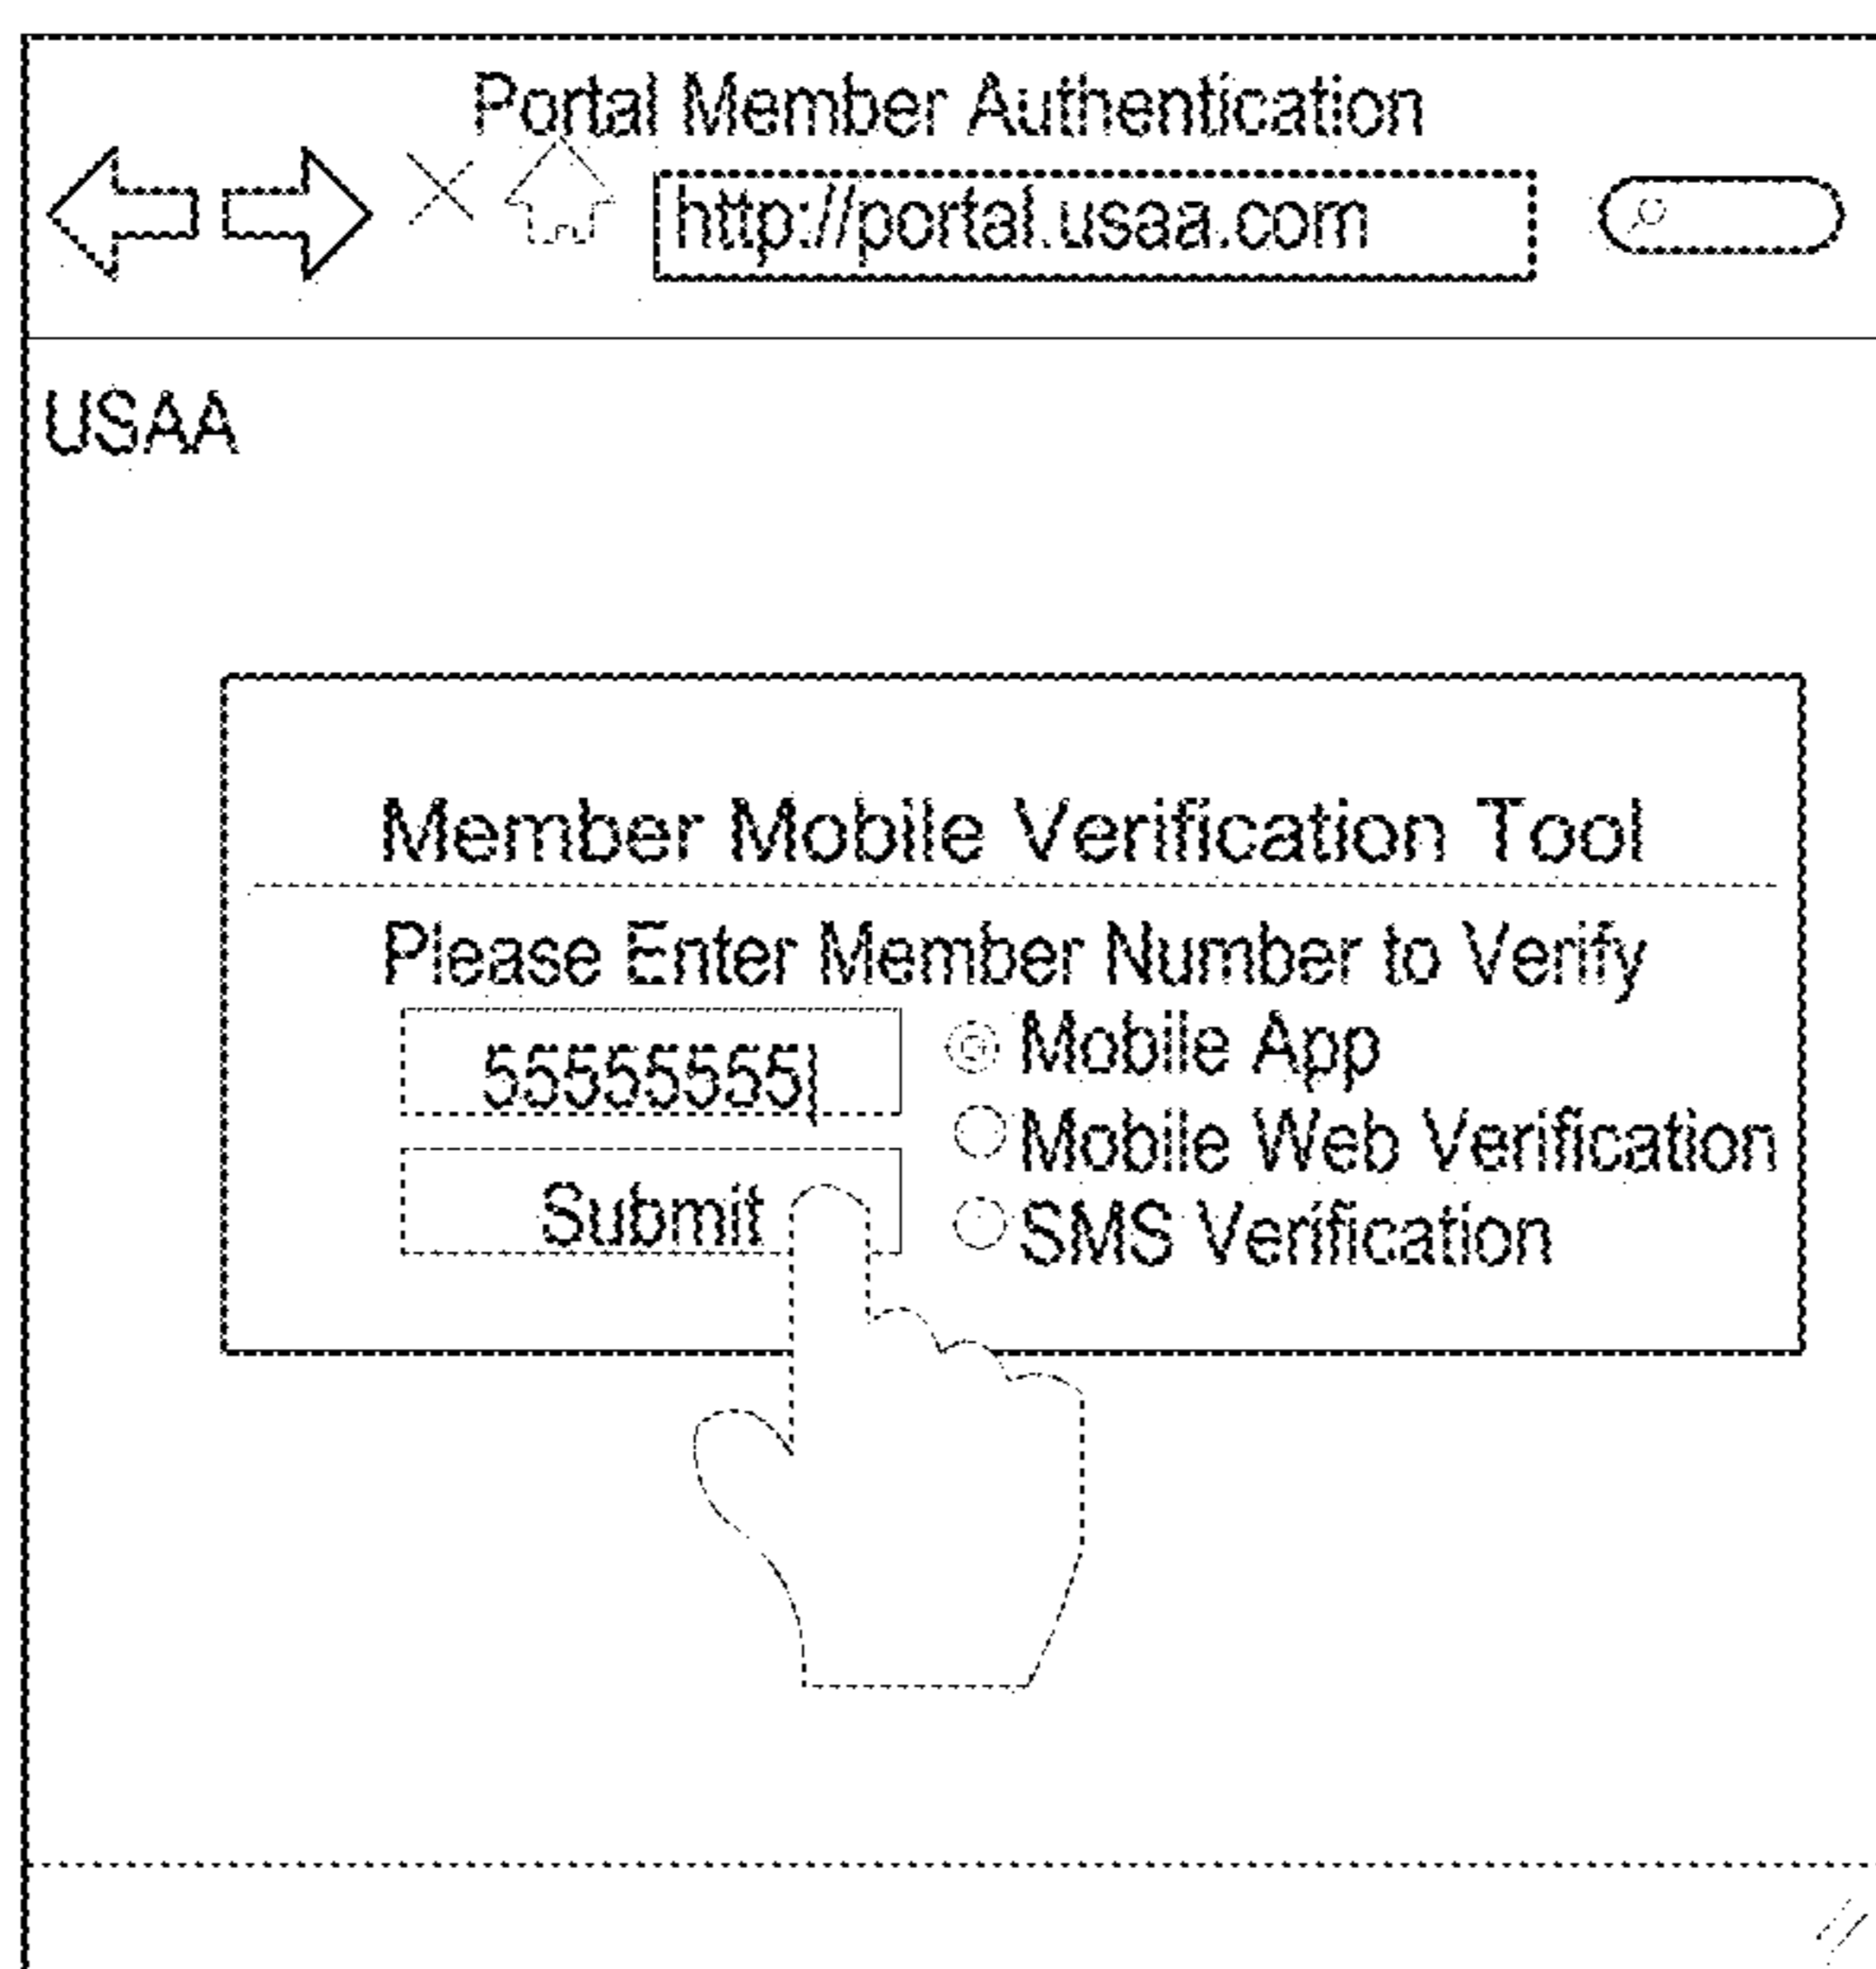 Portal Member Authentication
http://portal.usaa.com
USAA
Member Mobile Verification Tool
Please Enter Member Number to Verify
55555555
Mobile App
Mobile Web Verification
Submit
SMS Verification